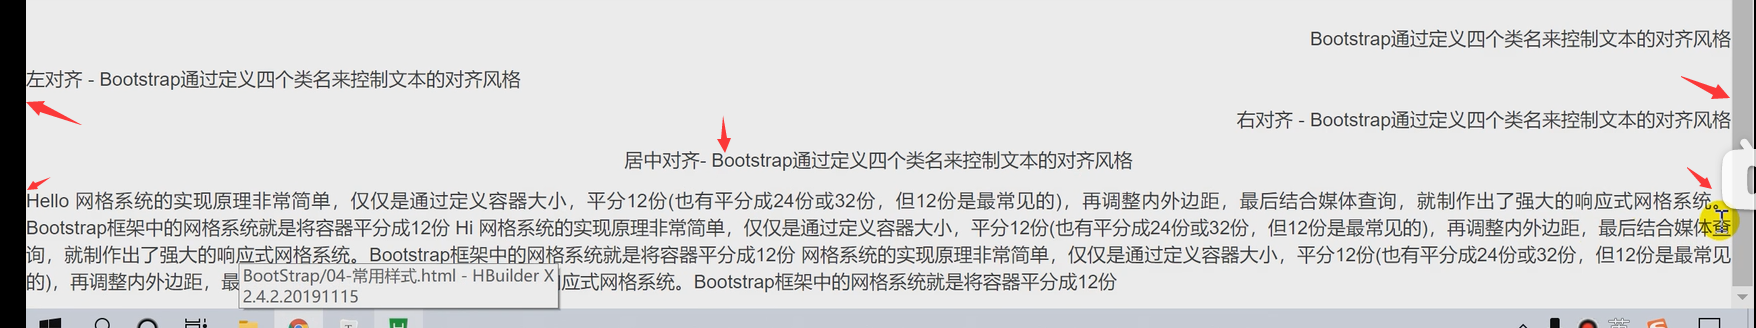 Bootstrap通过定义四个类名来控制文本的对齐风格
左对齐 - Bootstrap通过定义四个类名来控制文本的对齐风格
右对齐 - Bootstrap通过定义四个类名来控制文本的对齐风格
居中对齐- Bootstrap通过定义四个类名来控制文本的对齐风格
Hello 网格系统的实现原理非常简单，仅仅是通过定义容器大小，平分12份(也有平分成24份或32份，但12份是最常见的)，再调整内外边距，最后结合媒体查询，就制作出了强大的响应式网格系统。
Bootstrap框架中的网格系统就是将容器平分成12份 Hi 网格系统的实现原理非常简单，仅仅是通过定义容器大小，平分12份(也有平分成24份或32份，但12份是最常见的)，再调整内外边距，最后结合媒体查
询，就制作出了强大的响应式网格系统。Bootstrap框架中的网格系统就是将容器平分成12份 网格系统的实现原理非常简单，仅仅是通过定义容器大小，平分12份(也有平分成24份或32份，但12份是最常见
的)，再调整内外边距，最 应式网格系统。Bootstrap框架中的网格系统就是将容器平分成12份
BootStrap/04-常用样式.html - HBuilder X
2.4.2.20191115